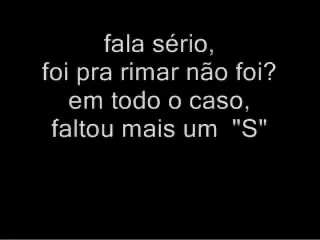 fala sério,
foi pra rimar não foi?
em todo o caso,
faltou mais um  "S"